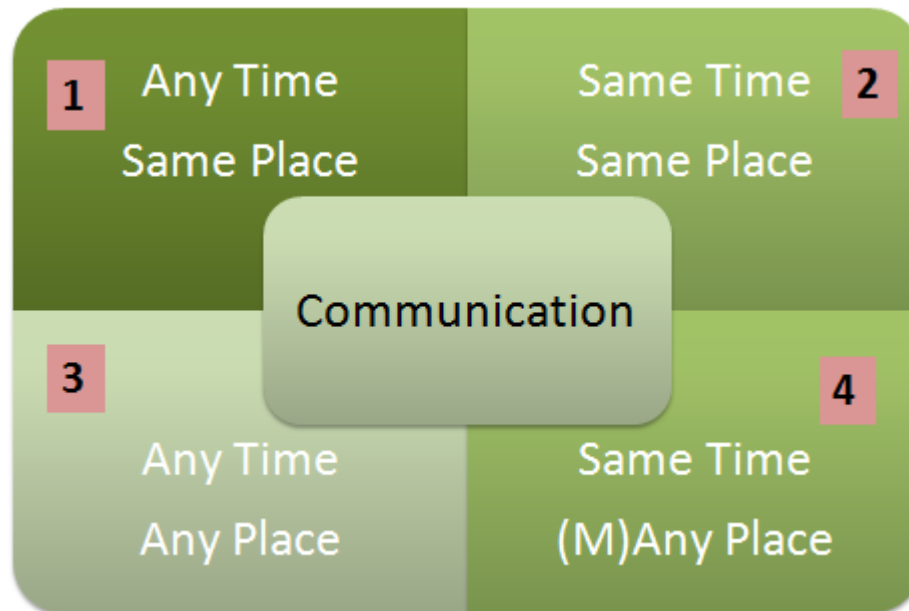 1
Any Time
Same Place
Same Time
Same Place
2
Communication
3
Any Time
Any Place
4
Same Time
(M)Any Place